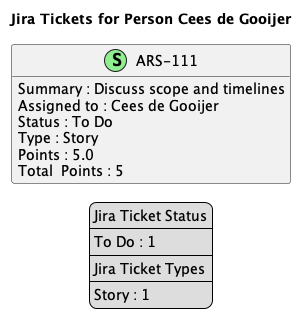 Jira Tickets for Person Cees de Gooijer
S ARS-111
Summary : Discuss scope and timelines
Assigned to : Cees de Gooijer
Status : To Do
Type : Story
Points : 5.0
Total Points : 5
Jira Ticket Status
To Do : 1
Jira Ticket Types
Story : 1